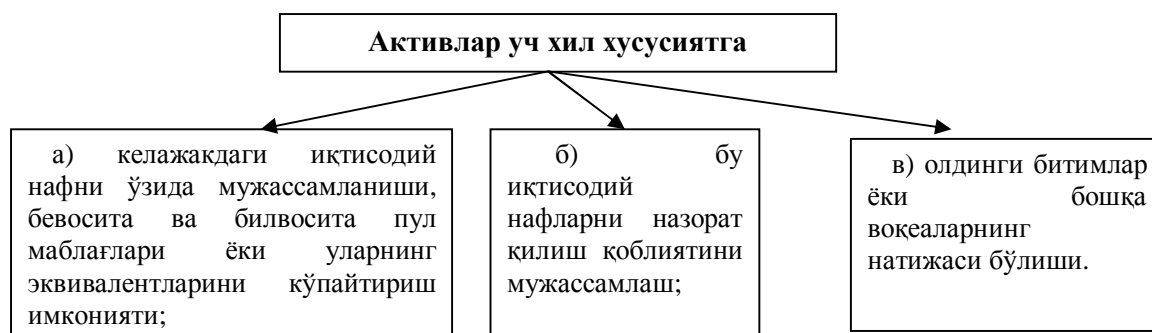 Активлар уч хил хусусиятга
а) келажакдаги иқтисодий
нафни ўзида мужассамланиши,
бевосита ва билвосита пул
маблағлари ёки уларнинг
эквивалентларини кўпайтириш
имконияти;
б) бу
иқтисодий
нафларни назорат
қилиш қоблиятини
мужассамлаш;
в) олдинги битимлар
ёки бошқа
воқеаларнинг
натижаси бўлиши.